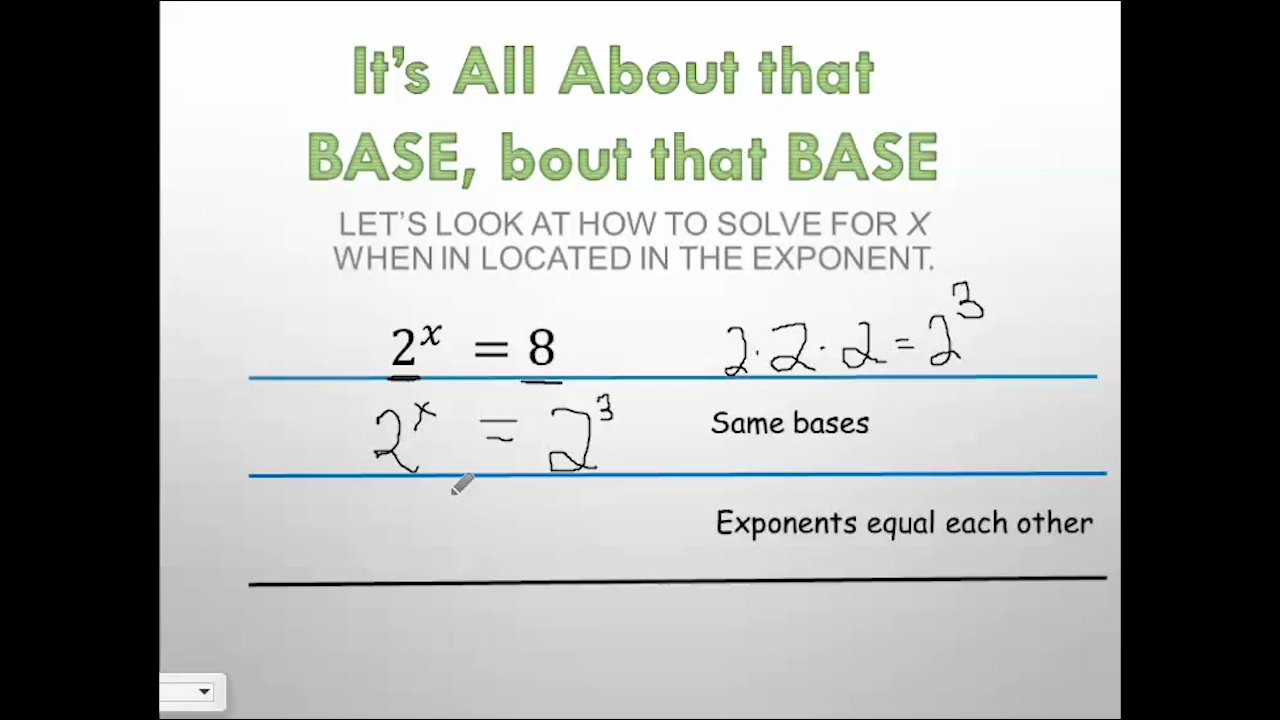 It's All About that
BASE, bout that BASE
LET'S LOOK AT HOW TO SOLVE FOR X
WHEN IN LOCATED IN THE EXPONENT.
2^x = 8
2·2·2=2^3
2^x = 2^3
Same bases
Exponents equal each other